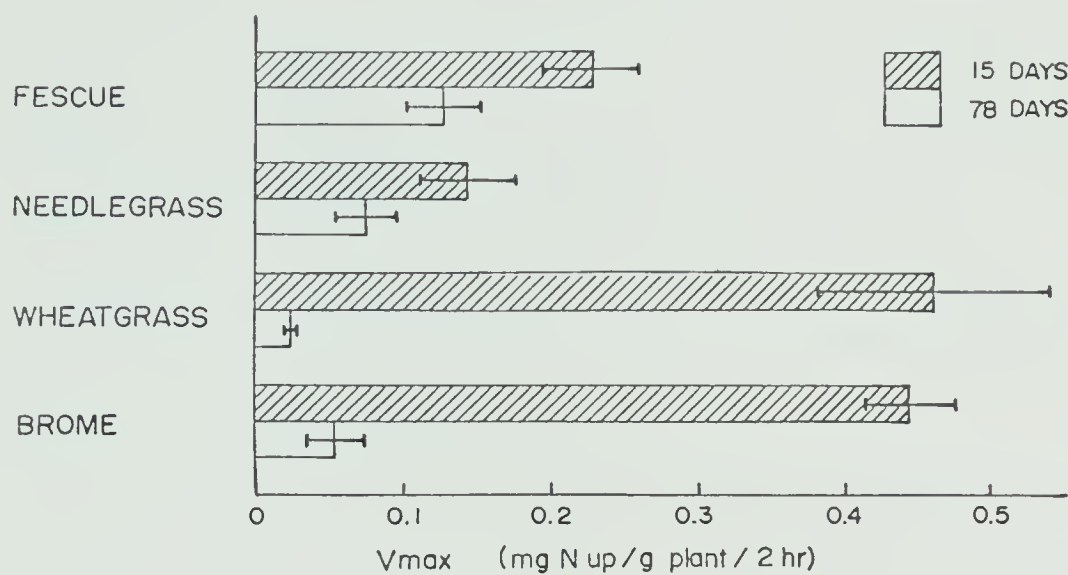 15 DAYS
78 DAYS
FESCUE
NEEDLEGRASS
WHEATGRASS
BROME
0 0.1 0.2 0.3 0.4 0.5
Vmax (mg N up/g plant / 2 hr)